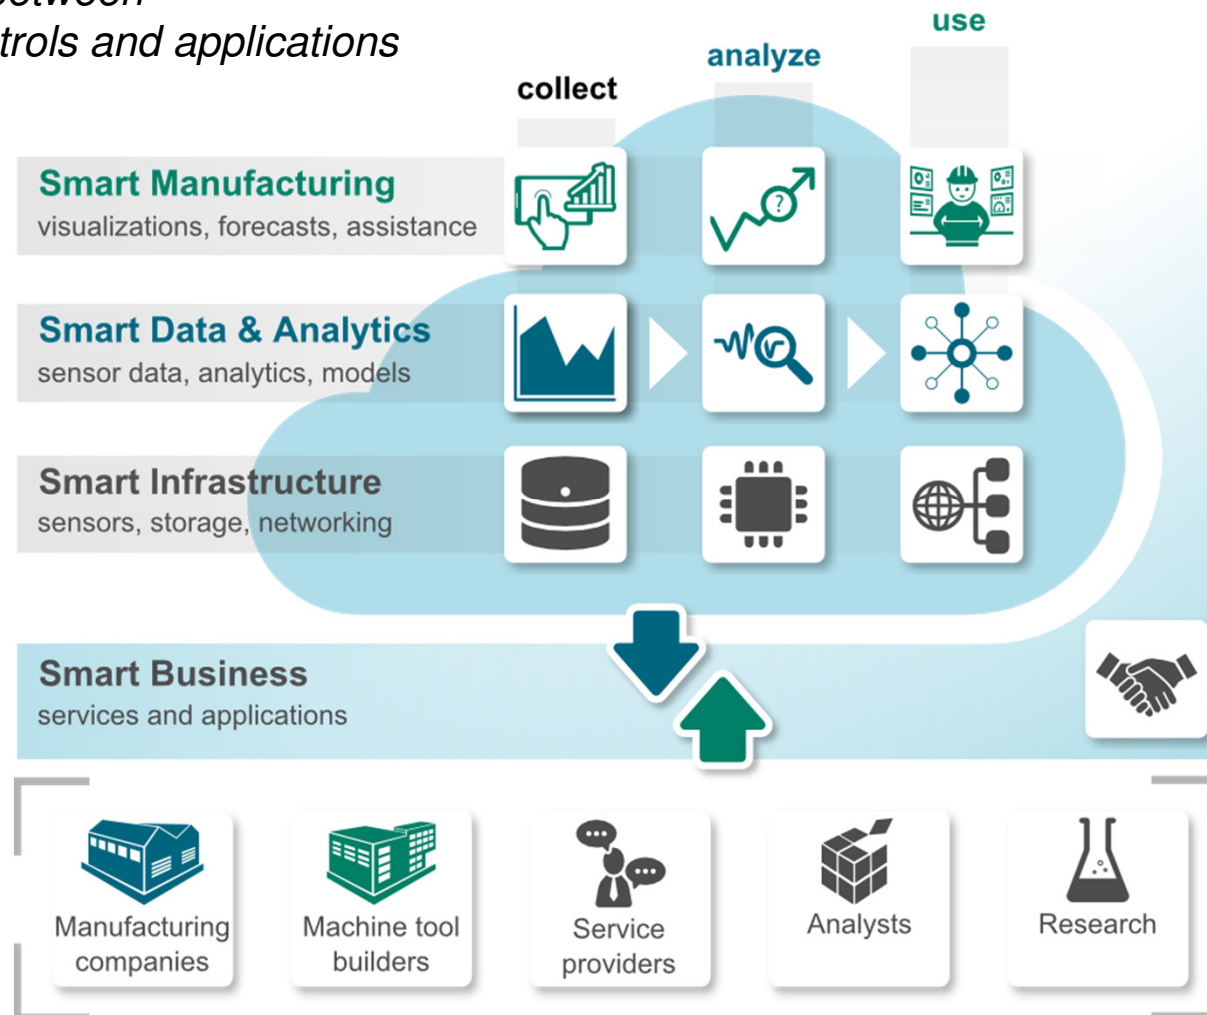 trols and applications
use
analyze
collect
Smart Manufacturing
visualizations, forecasts, assistance
?
Smart Data & Analytics
sensor data, analytics, models
Smart Infrastructure
sensors, storage, networking
Smart Business
services and applications
Manufacturing
companies
Machine tool
builders
Service
providers
Analysts
Research